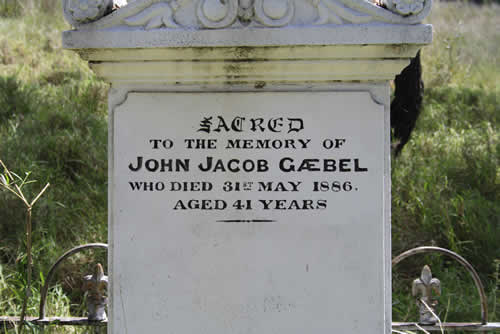 SACRED
TO THE MEMORY OF
JOHN JACOB GÆBEL
WHO DIED 31ST MAY 1886.
AGED 41 YEARS